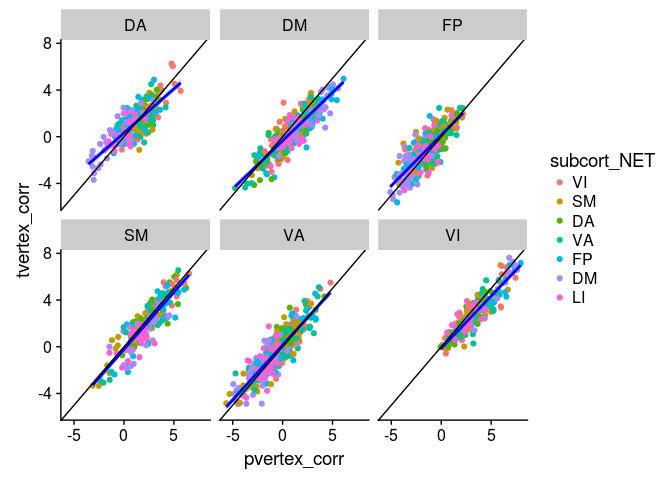 DA
DM
FP
8
4
0
-4
SM
VA
VI
8
4
0
-4
-5
0
5
-5
0
5
-5
0
5
pvertex_corr
tvertex_corr
subcort_NET
VI
SM
DA
VA
FP
DM
LI